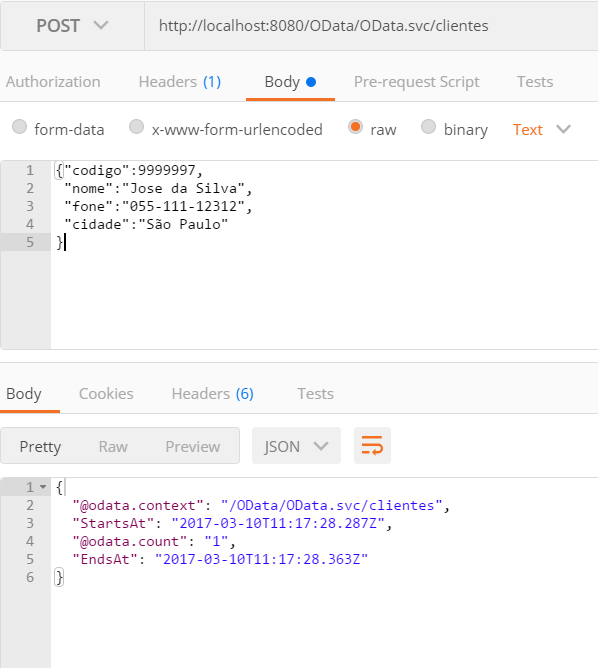 POST http://localhost:8080/OData/OData.svc/clientes
Authorization Headers (1) Body Pre-request Script Tests
form-data x-www-form-urlencoded raw binary Text
1 {"codigo":9999997,
2 "nome":"Jose da Silva",
3 "fone":"055-111-12312",
4 "cidade":"São Paulo"
5 }
Body Cookies Headers (6) Tests
Pretty Raw Preview JSON
1 {
2 "@odata.context": "/OData/OData.svc/clientes",
3 "StartsAt": "2017-03-10T11:17:28.287Z",
4 "@odata.count": "1",
5 "EndsAt": "2017-03-10T11:17:28.363Z"
6 }